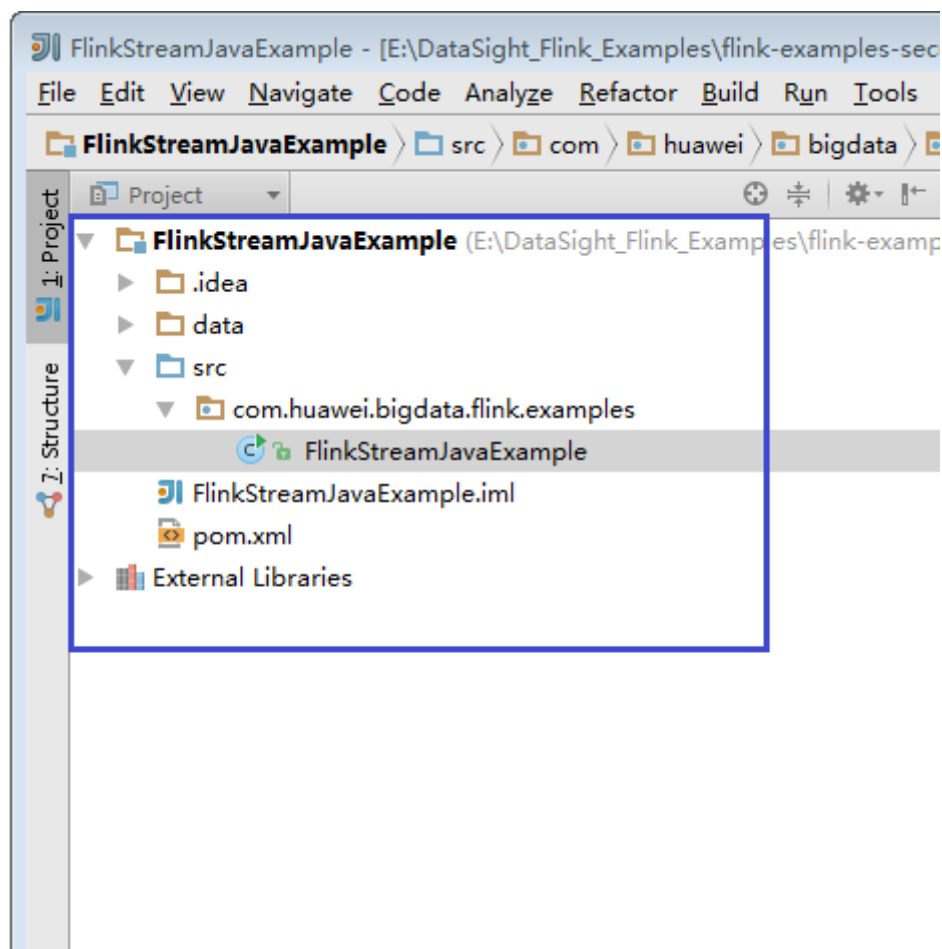 FlinkStreamJavaExample - [E:\DataSight_Flink_Examples\flink-examples-sec
File Edit View Navigate Code Analyze Refactor Build Run Tools
FlinkStreamJavaExample src com huawei bigdata
Project
1: Project
FlinkStreamJavaExample (E:\DataSight_Flink_Examples\flink-examp
.idea
data
src
7: Structure
com.huawei.bigdata.flink.examples
FlinkStreamJavaExample
FlinkStreamJavaExample.iml
pom.xml
External Libraries